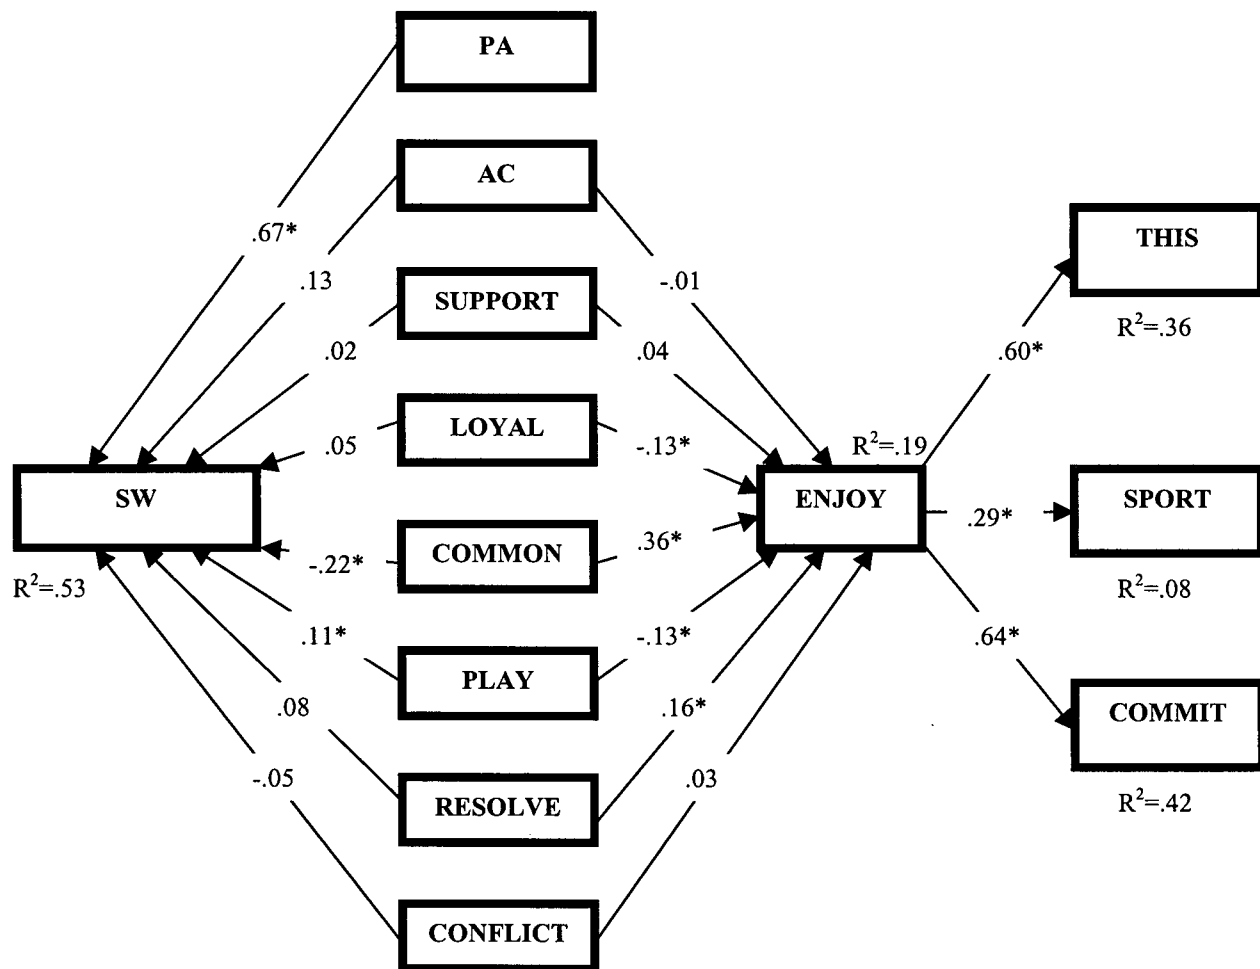 PA
AC
THIS
.67*
.13
SUPPORT
-.01
R²=.36
.02
.04
.60*
LOYAL
.05
-.13*
R²=.19
SW
ENJOY
SPORT
.29*
COMMON
.36*
-.22*
R²=.53
R²=.08
.11*
-.13*
.64*
PLAY
.08
.16*
COMMIT
-.05
.03
RESOLVE
R²=.42
CONFLICT